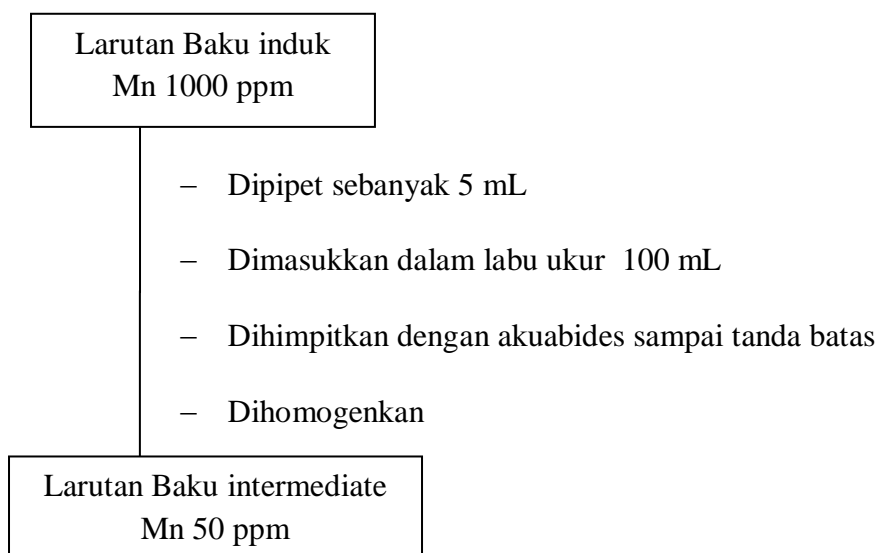 Larutan Baku induk
Mn 1000 ppm
– Dipipet sebanyak 5 mL
– Dimasukkan dalam labu ukur  100 mL
– Dihimpitkan dengan akuabides sampai tanda batas
– Dihomogenkan
Larutan Baku intermediate
Mn 50 ppm